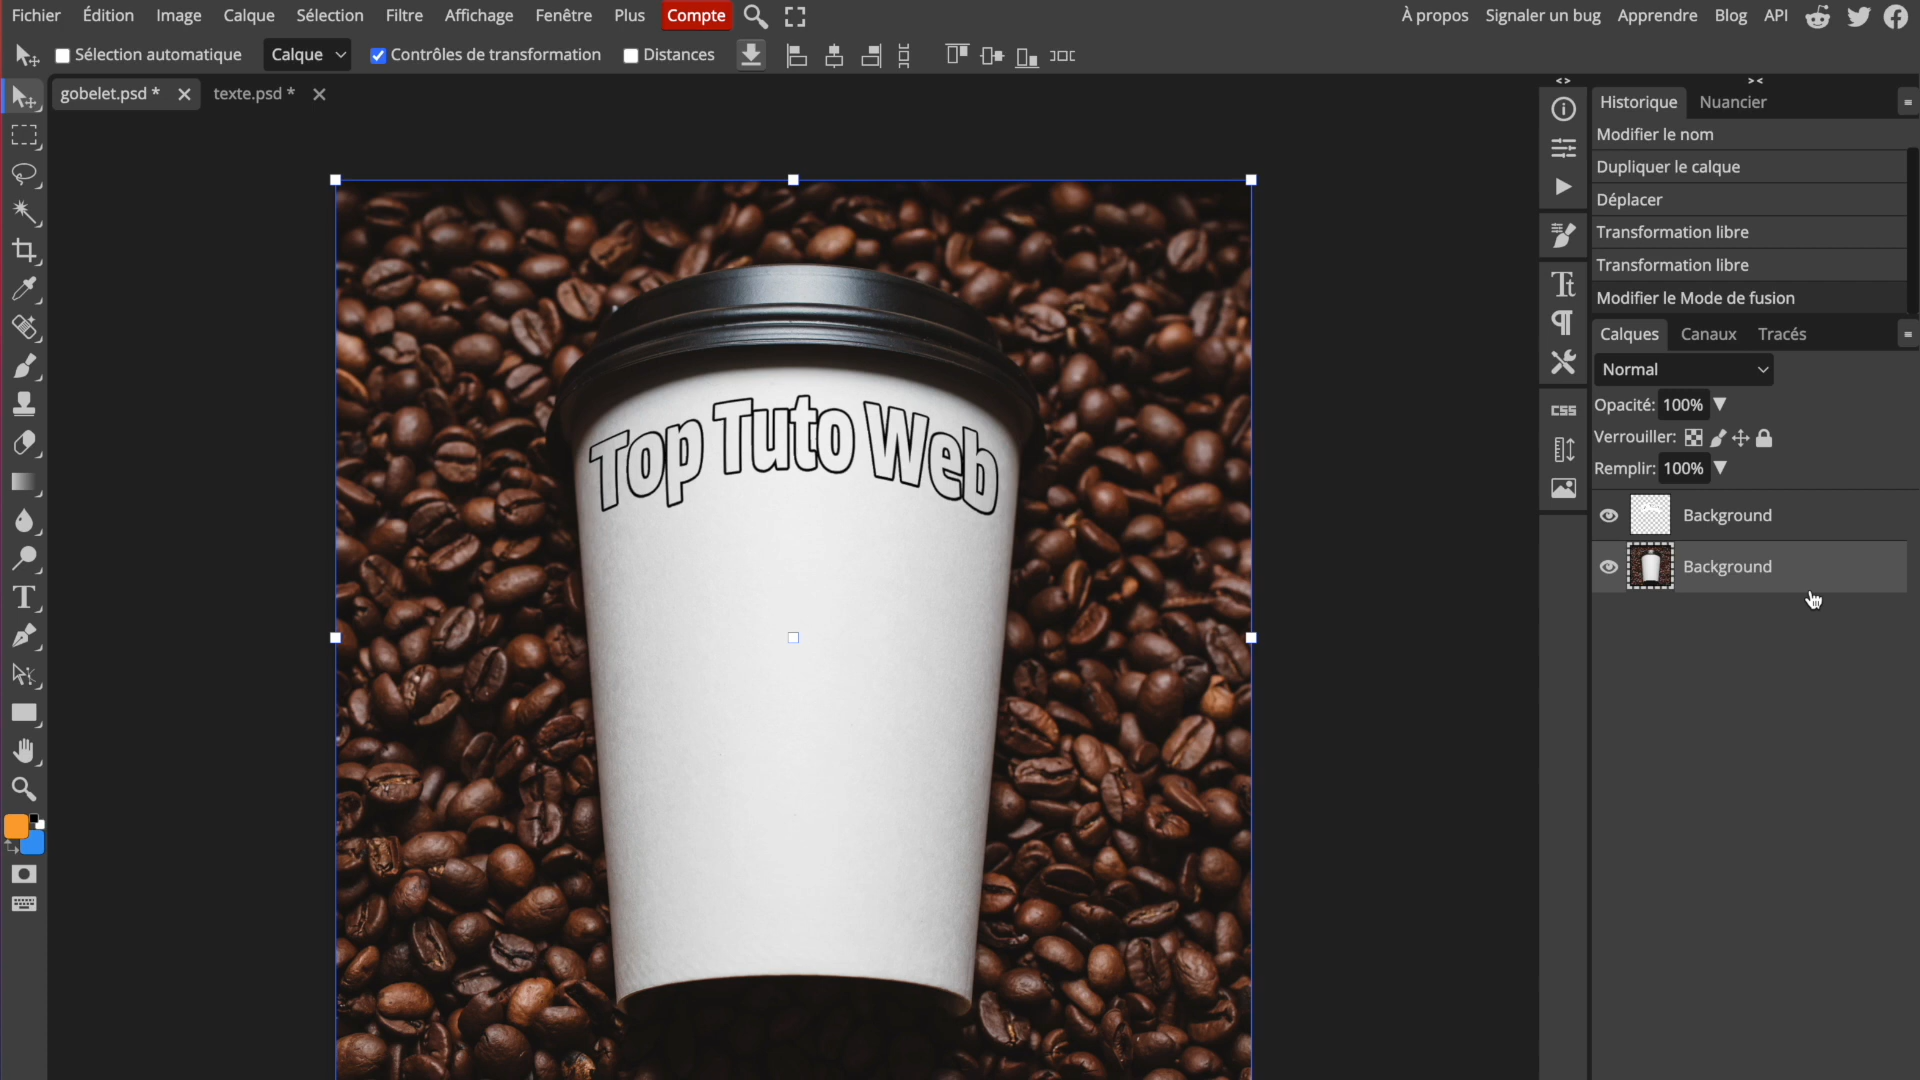 Fichier Édition Image Calque Sélection Filtre Affichage Fenêtre Plus Compte À propos Signaler un bug Apprendre Blog API
Sélection automatique Calque Contrôles de transformation Distances
gobelet.psd * texte.psd *
Historique Nuancier
Modifier le nom
Dupliquer le calque
Déplacer
Transformation libre
Transformation libre
Modifier le Mode de fusion
Calques Canaux Tracés
Normal
Opacité: 100%
Verrouiller:
Remplir: 100%
Background
Background
CSS
Top Tuto Web